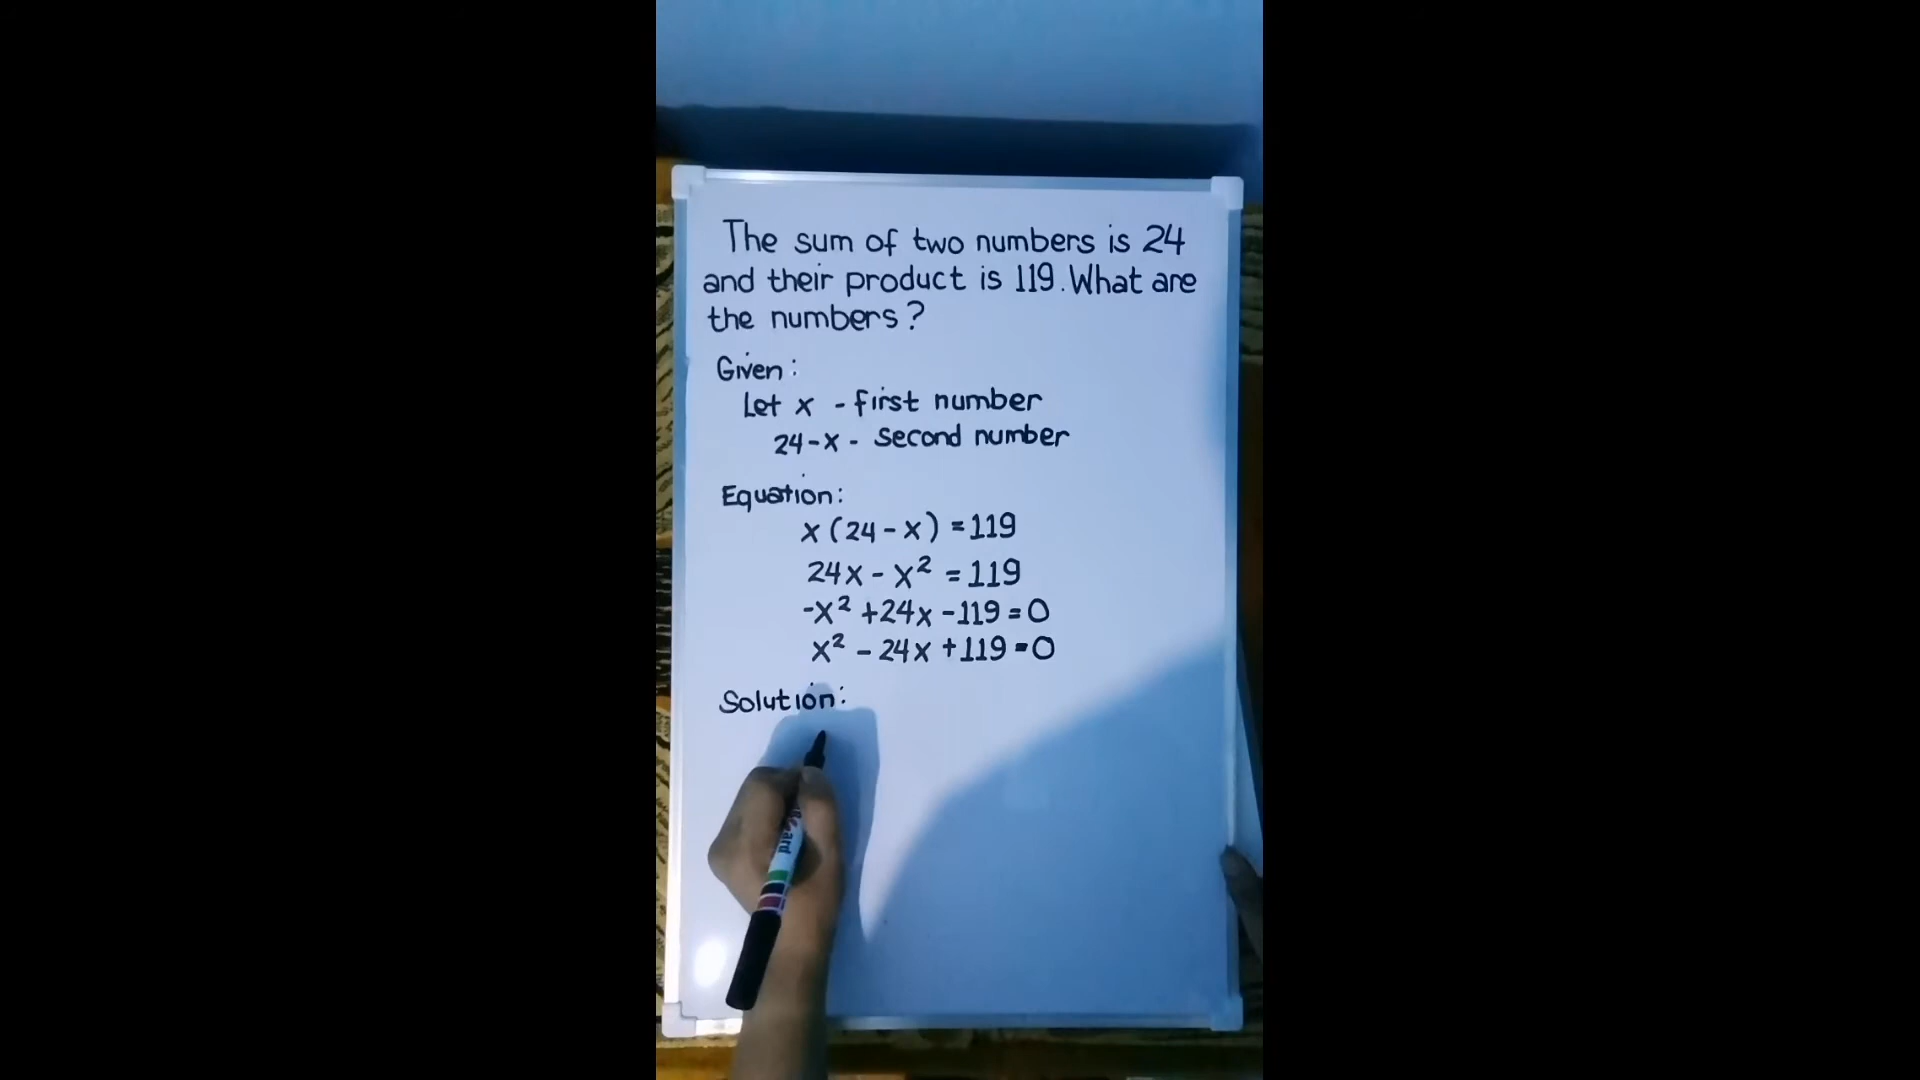 The sum of two numbers is 24
and their product is 119. What are
the numbers?
Given:
Let x - first number
24-x - second number
Equation:
x(24-x) = 119
24x - x² = 119
-x² +24x -119 = 0
x² - 24x +119 = 0
Solution: